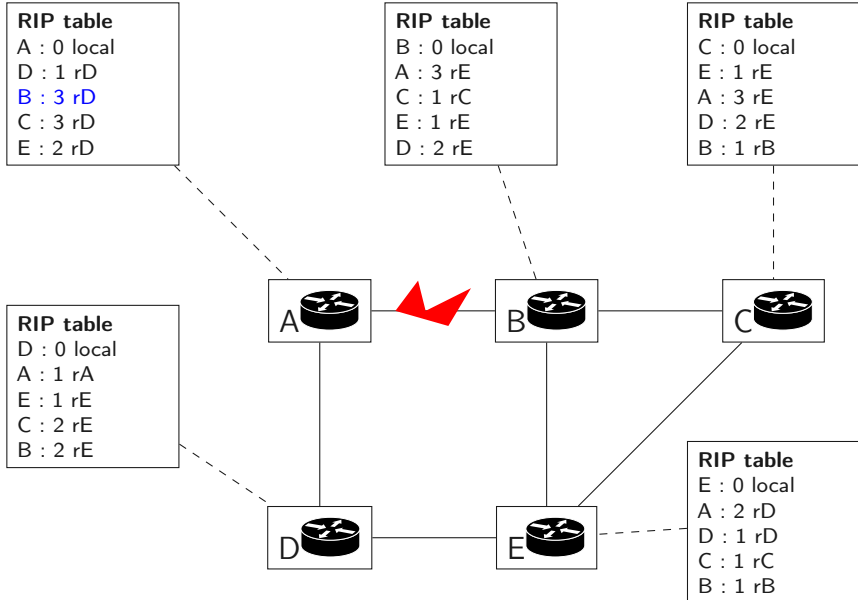 RIP table
A : 0 local
D : 1 rD
B : 3 rD
C : 3 rD
E : 2 rD
RIP table
B : 0 local
A : 3 rE
C : 1 rC
E : 1 rE
D : 2 rE
RIP table
C : 0 local
E : 1 rE
A : 3 rE
D : 2 rE
B : 1 rB
A
B
C
RIP table
D : 0 local
A : 1 rA
E : 1 rE
C : 2 rE
B : 2 rE
D
E
RIP table
E : 0 local
A : 2 rD
D : 1 rD
C : 1 rC
B : 1 rB